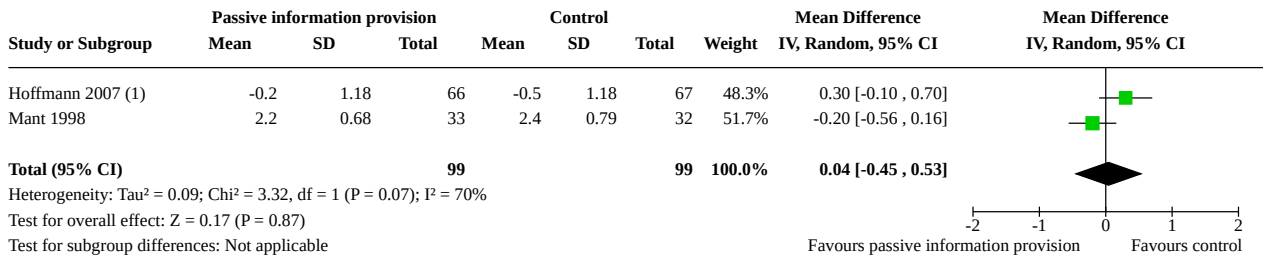 Passive information provision Control Mean Difference Mean Difference
Study or Subgroup Mean SD Total Mean SD Total Weight IV, Random, 95% CI IV, Random, 95% CI
Hoffmann 2007 (1) -0.2 1.18 66 -0.5 1.18 67 48.3% 0.30 [-0.10 , 0.70]
Mant 1998 2.2 0.68 33 2.4 0.79 32 51.7% -0.20 [-0.56 , 0.16]
Total (95% CI) 99 99 100.0% 0.04 [-0.45 , 0.53]
Heterogeneity: Tau² = 0.09; Chi² = 3.32, df = 1 (P = 0.07); I² = 70%
Test for overall effect: Z = 0.17 (P = 0.87)
-2 -1 0 1 2
Test for subgroup differences: Not applicable Favours passive information provision Favours control